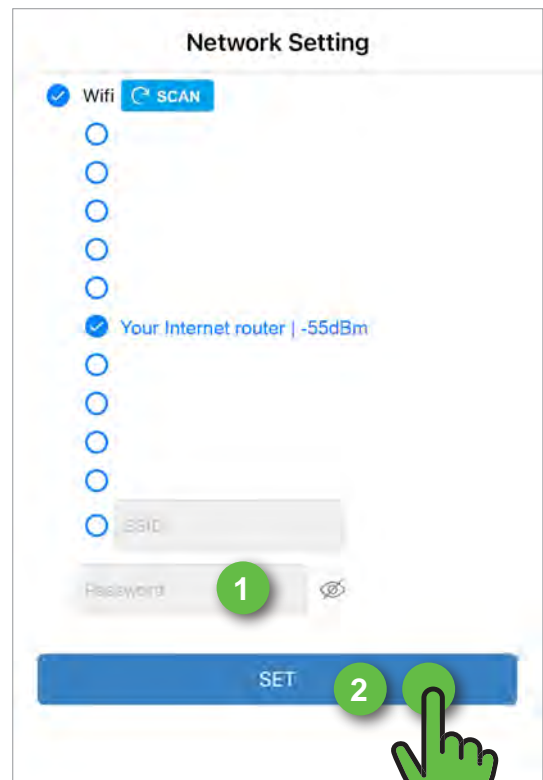 Network Setting
Wifi SCAN
Your Internet router | -55dBm
SSID
Password 1
SET 2